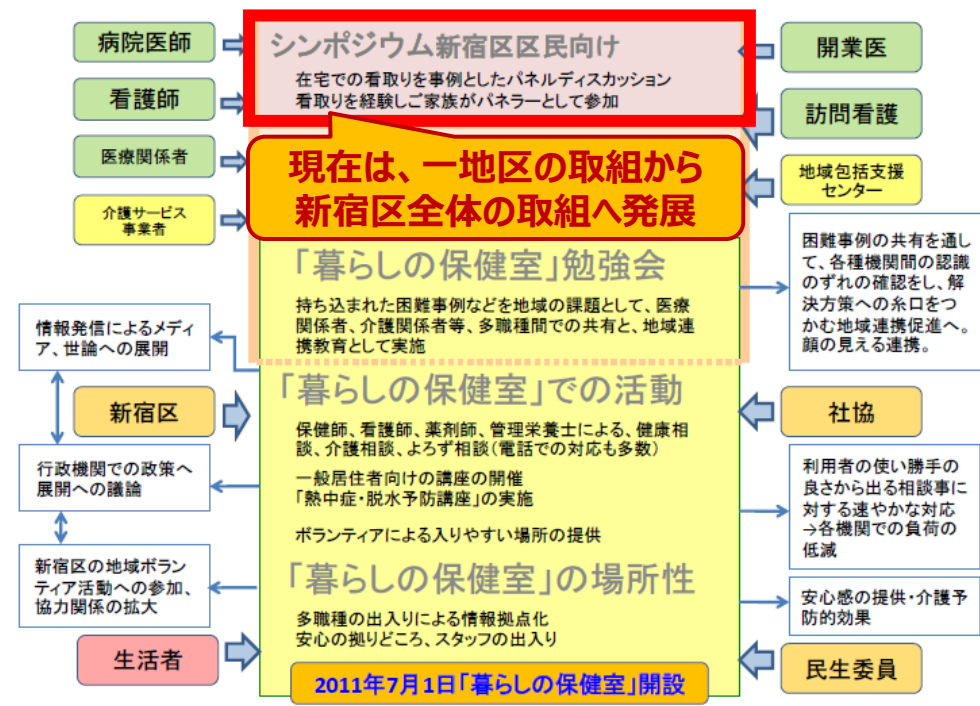 病院医師
看護師
医療関係者
介護サービス
事業者
シンポジウム新宿区区民向け
在宅での看取りを事例としたパネルディスカッション
看取りを経験しご家族がパネラーとして参加
開業医
訪問看護
地域包括支援
センター
現在は、一地区の取組から
新宿区全体の取組へ発展
「暮らしの保健室」勉強会
持ち込まれた困難事例などを地域の課題として、医療
関係者、介護関係者等、多職種間での共有と、地域連
携教育として実施
困難事例の共有を通し
て、各種機関間の認識
のずれの確認をし、解
決方策への糸口をつ
かむ地域連携促進へ。
顔の見える連携。
情報発信によるメディ
ア、世論への展開
新宿区
行政機関での政策へ
展開への議論
新宿区の地域ボラン
ティア活動への参加、
協力関係の拡大
生活者
「暮らしの保健室」での活動
保健師、看護師、薬剤師、管理栄養士による、健康相
談、介護相談、よろず相談（電話での対応も多数）
一般居住者向けの講座の開催
「熱中症・脱水予防講座」の実施
ボランティアによる入りやすい場所の提供
「暮らしの保健室」の場所性
多職種の出入りによる情報拠点化
安心の拠りどころ、スタッフの出入り
2011年7月1日「暮らしの保健室」開設
社協
利用者の使い勝手の
良さから出る相談事に
対する速やかな対応
→各機関での負荷の
低減
安心感の提供・介護予
防的効果
民生委員